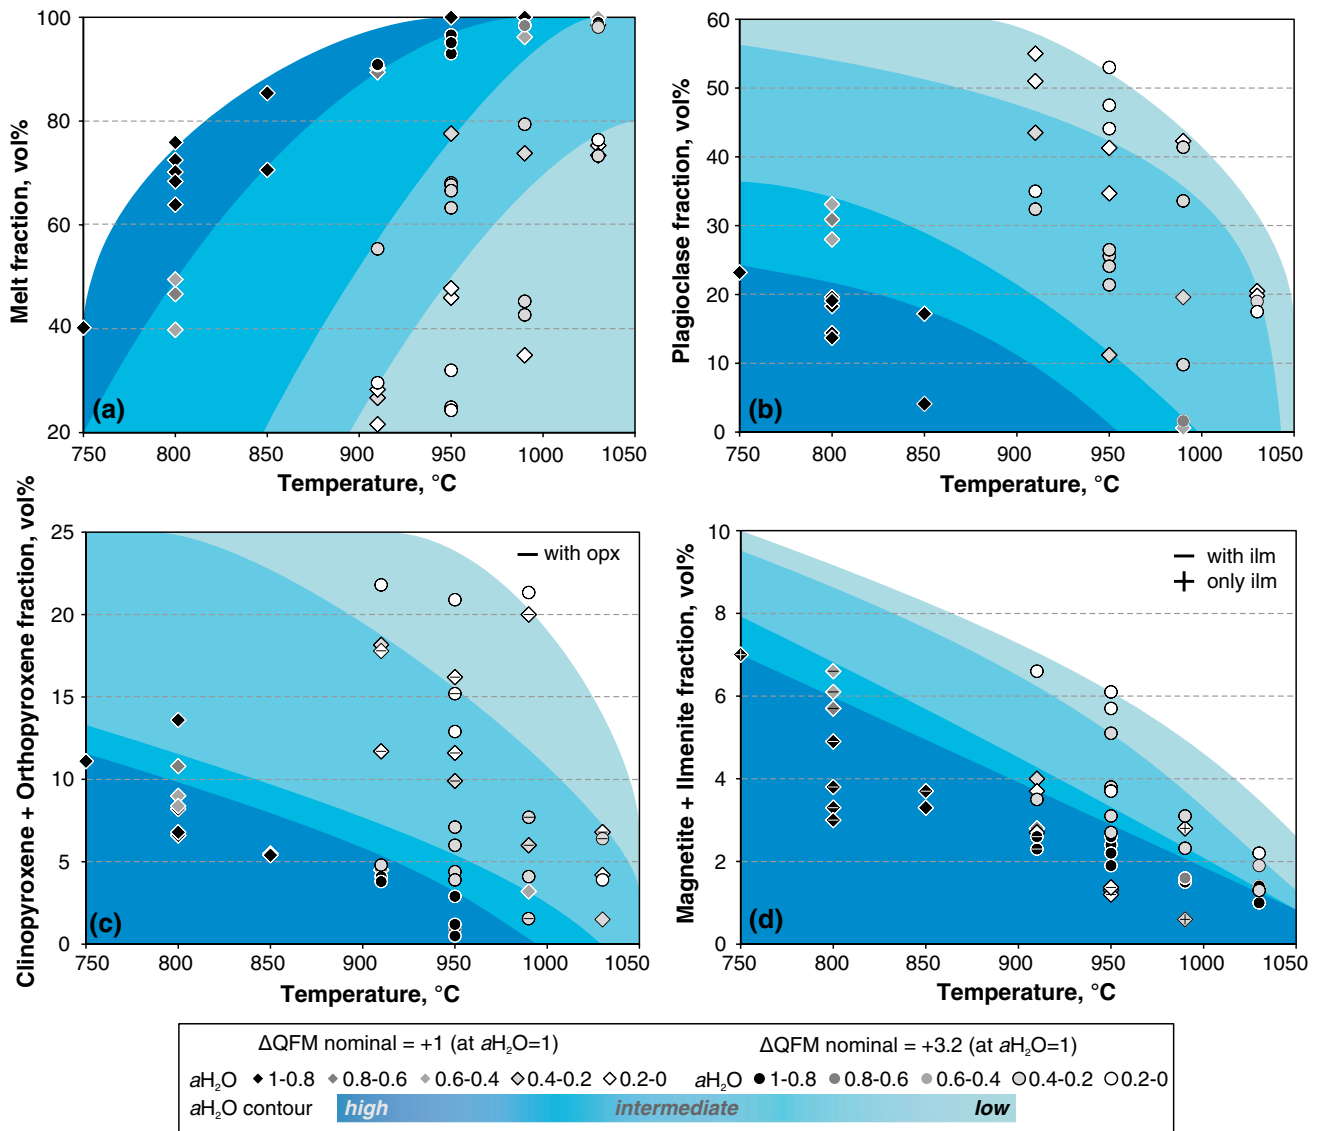 Melt fraction, vol%
100
80
60
40
20
(a)
750 800 850 900 950 1000 1050
Temperature, °C
Plagioclase fraction, vol%
60
50
40
30
20
10
0
(b)
750 800 850 900 950 1000 1050
Temperature, °C
Clinopyroxene + Orthopyroxene fraction, vol%
25
20
15
10
5
0
with opx
(c)
750 800 850 900 950 1000 1050
Temperature, °C
Magnetite + Ilmenite fraction, vol%
10
8
6
4
2
0
with ilm
only ilm
(d)
750 800 850 900 950 1000 1050
Temperature, °C
ΔQFM nominal = +1 (at aH₂O=1)
ΔQFM nominal = +3.2 (at aH₂O=1)
aH₂O 1-0.8 0.8-0.6 0.6-0.4 0.4-0.2 0.2-0
aH₂O 1-0.8 0.8-0.6 0.6-0.4 0.4-0.2 0.2-0
aH₂O contour high intermediate low